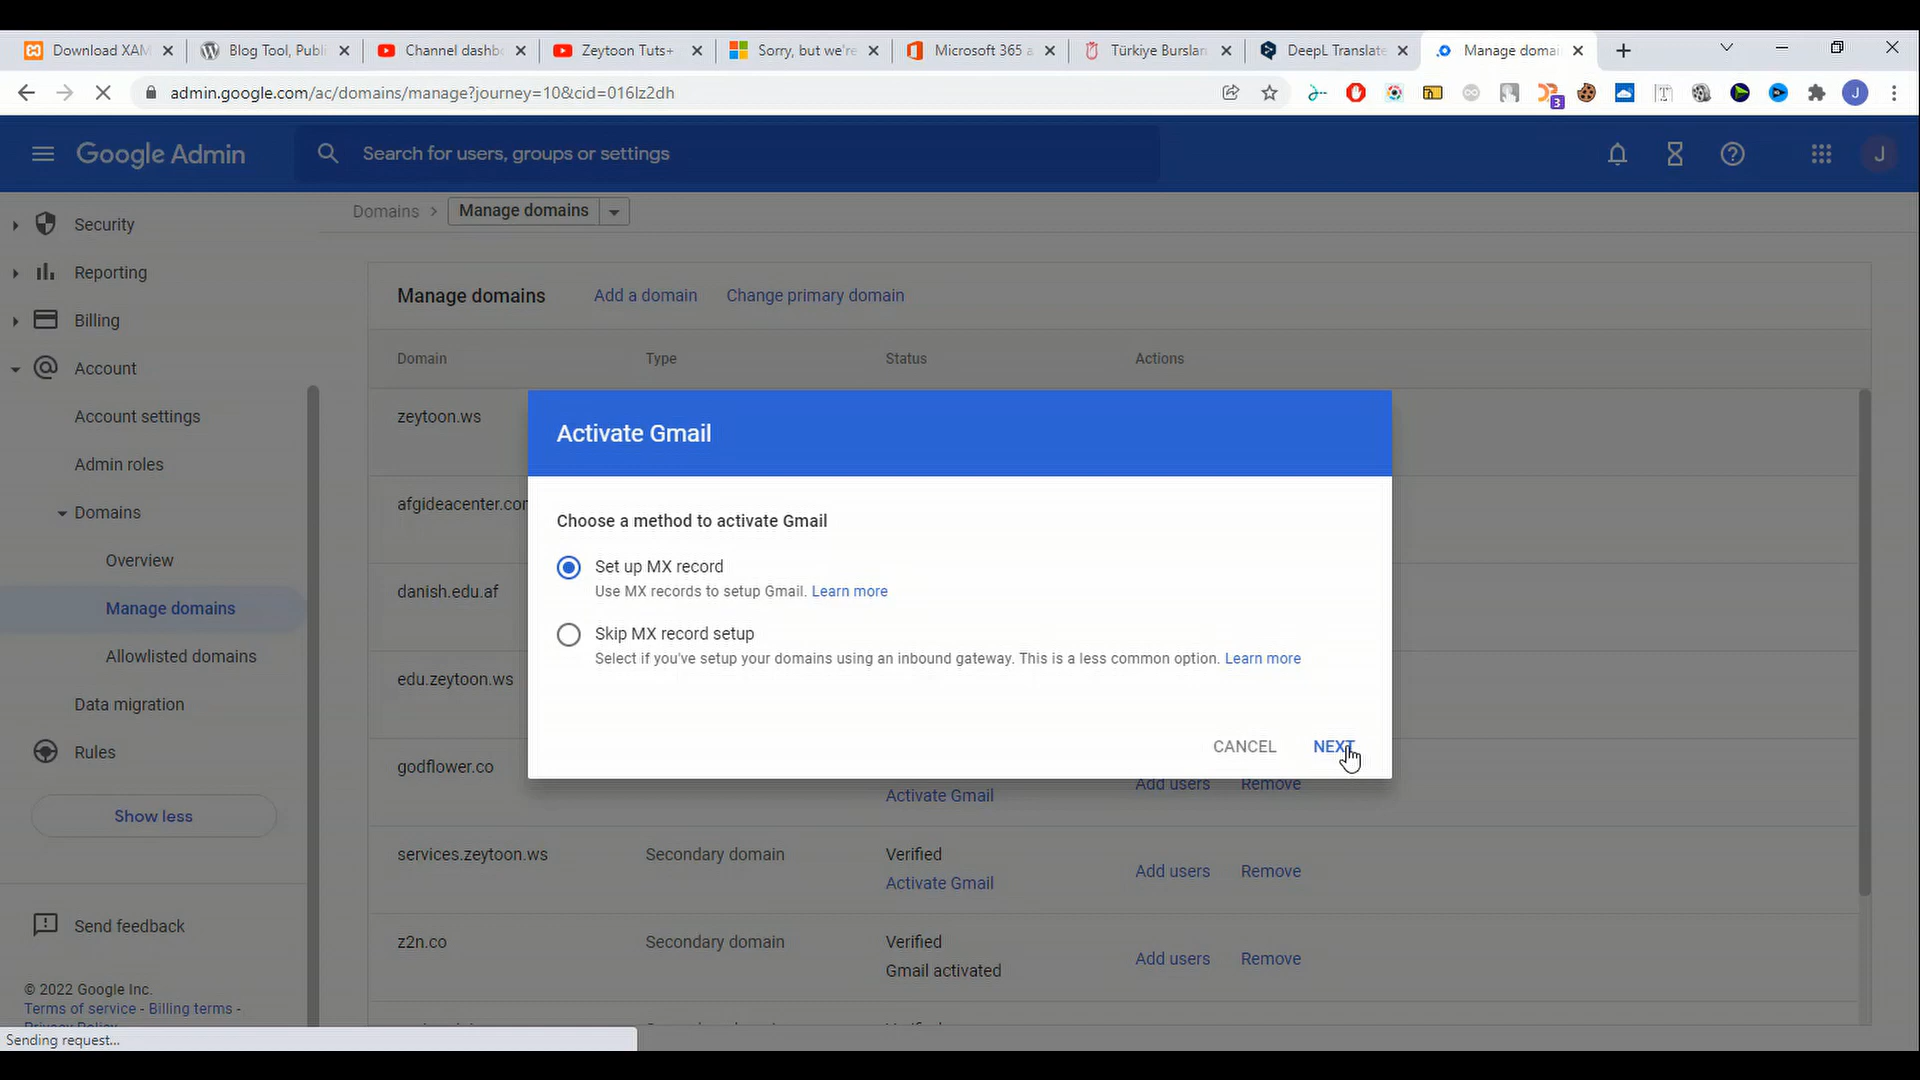 Download XAM
Blog Tool, Publi
Channel dashb
Zeytoon Tuts+
Sorry, but we're
Microsoft 365 a
Türkiye Burslar
DeepL Translate
Manage domai
admin.google.com/ac/domains/manage?journey=10&cid=016lz2dh
3
J
Google Admin
Search for users, groups or settings
J
Security
Reporting
Billing
Account
Account settings
Admin roles
Domains
Overview
Manage domains
Allowlisted domains
Data migration
Rules
Show less
Send feedback
© 2022 Google Inc.
Terms of service - Billing terms -
Privacy Policy
Sending request...
Domains > Manage domains
Manage domains Add a domain Change primary domain
Domain Type Status Actions
zeytoon.ws
afgideacenter.com
danish.edu.af
edu.zeytoon.ws
godflower.co
Activate Gmail
Add users Remove
services.zeytoon.ws Secondary domain Verified
Activate Gmail
Add users Remove
z2n.co Secondary domain Verified
Gmail activated
Add users Remove
Activate Gmail
Choose a method to activate Gmail
Set up MX record
Use MX records to setup Gmail. Learn more
Skip MX record setup
Select if you've setup your domains using an inbound gateway. This is a less common option. Learn more
CANCEL NEXT